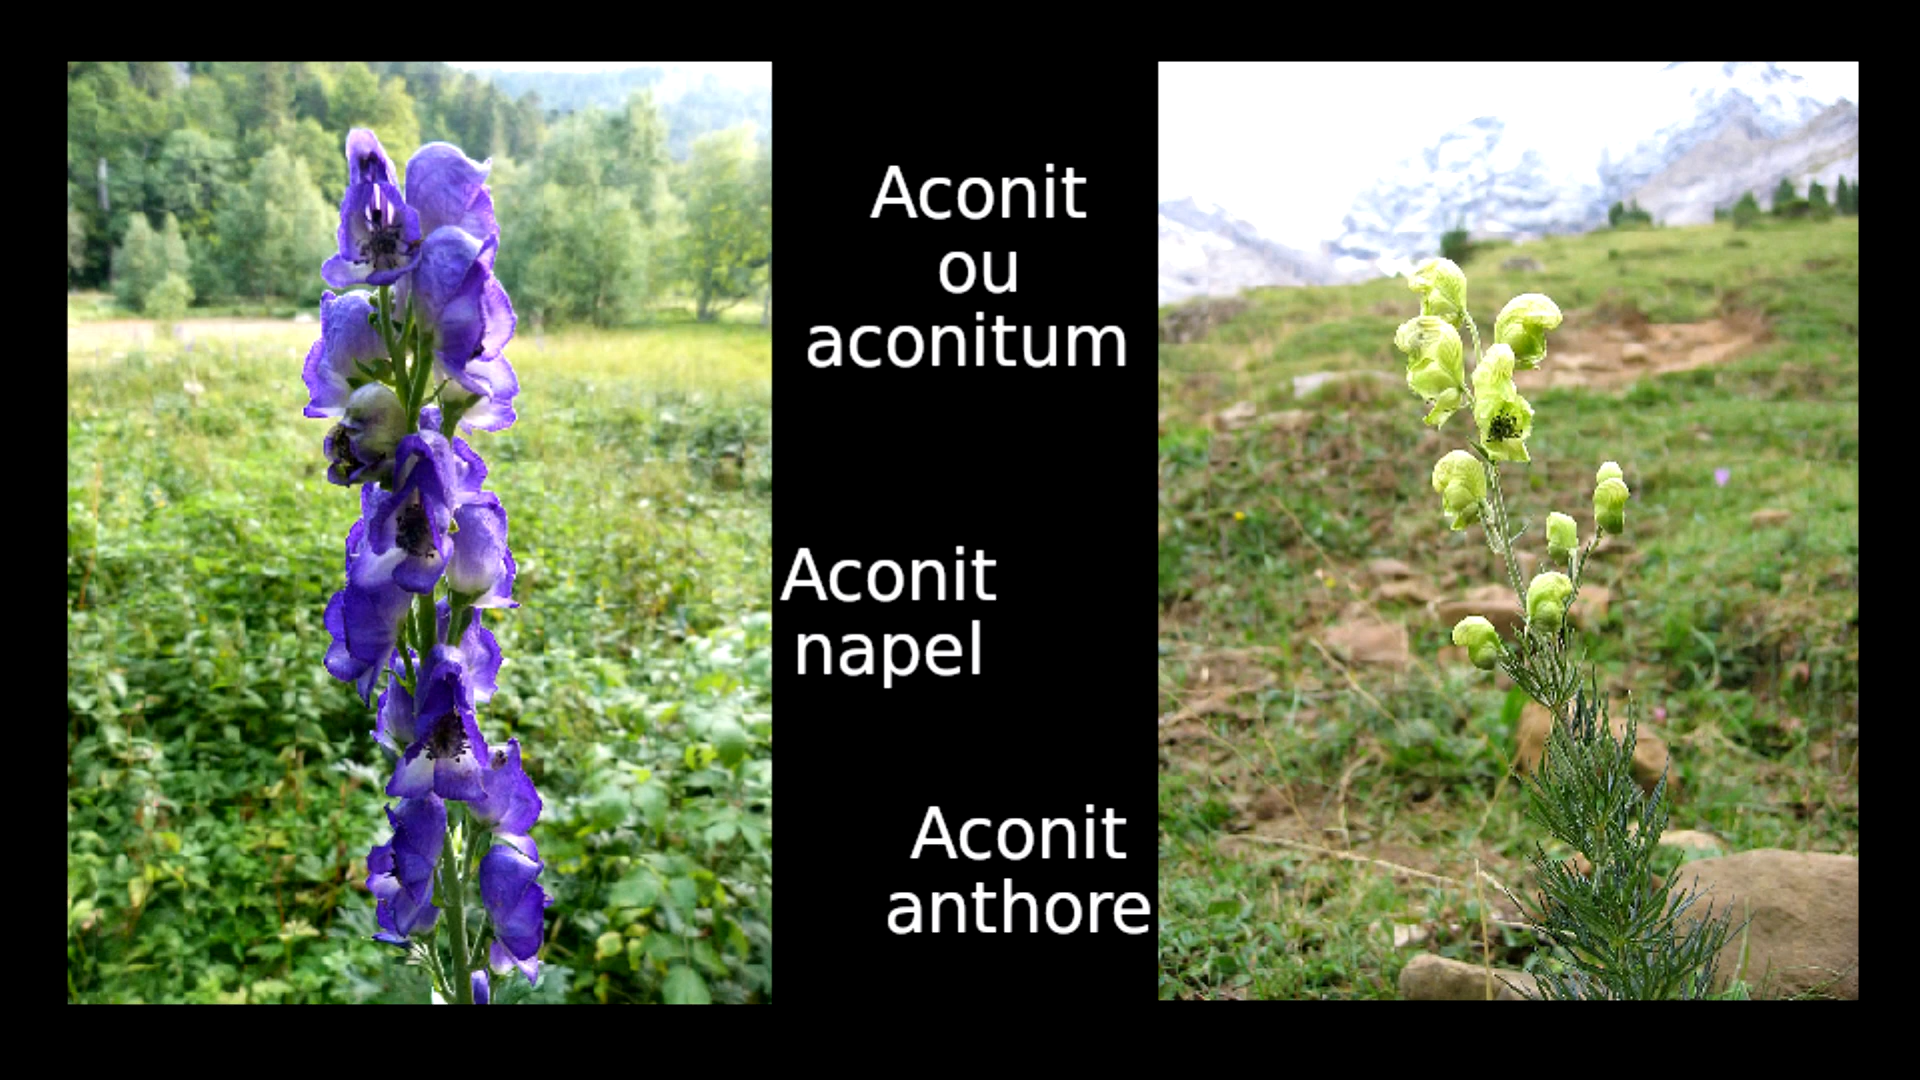 Aconit
ou
aconitum
Aconit
napel
Aconit
anthore